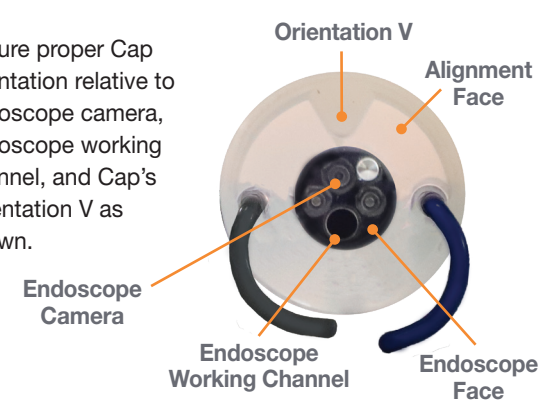 Orientation V
Alignment
Face
ure proper Cap
ntation relative to
oscope camera,
oscope working
nnel, and Cap's
entation V as
wn.
Endoscope
Camera
Endoscope
Working Channel
Endoscope
Face